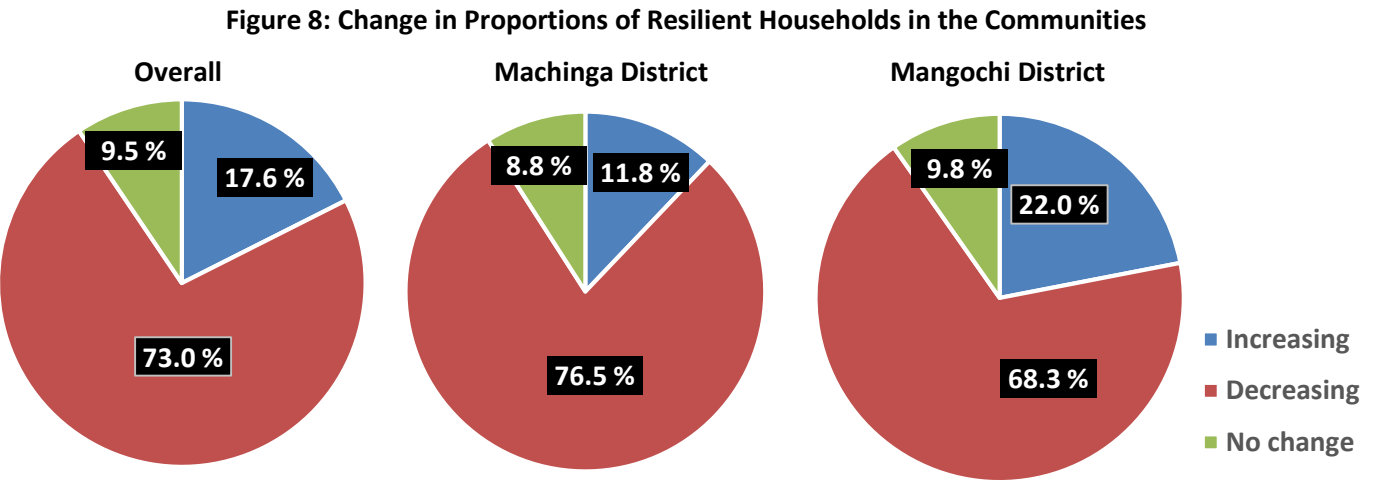 Figure 8: Change in Proportions of Resilient Households in the Communities
Overall
Machinga District
Mangochi District
9.5 %
17.6 %
73.0 %
8.8 %
11.8 %
76.5 %
9.8 %
22.0 %
68.3 %
Increasing
Decreasing
No change